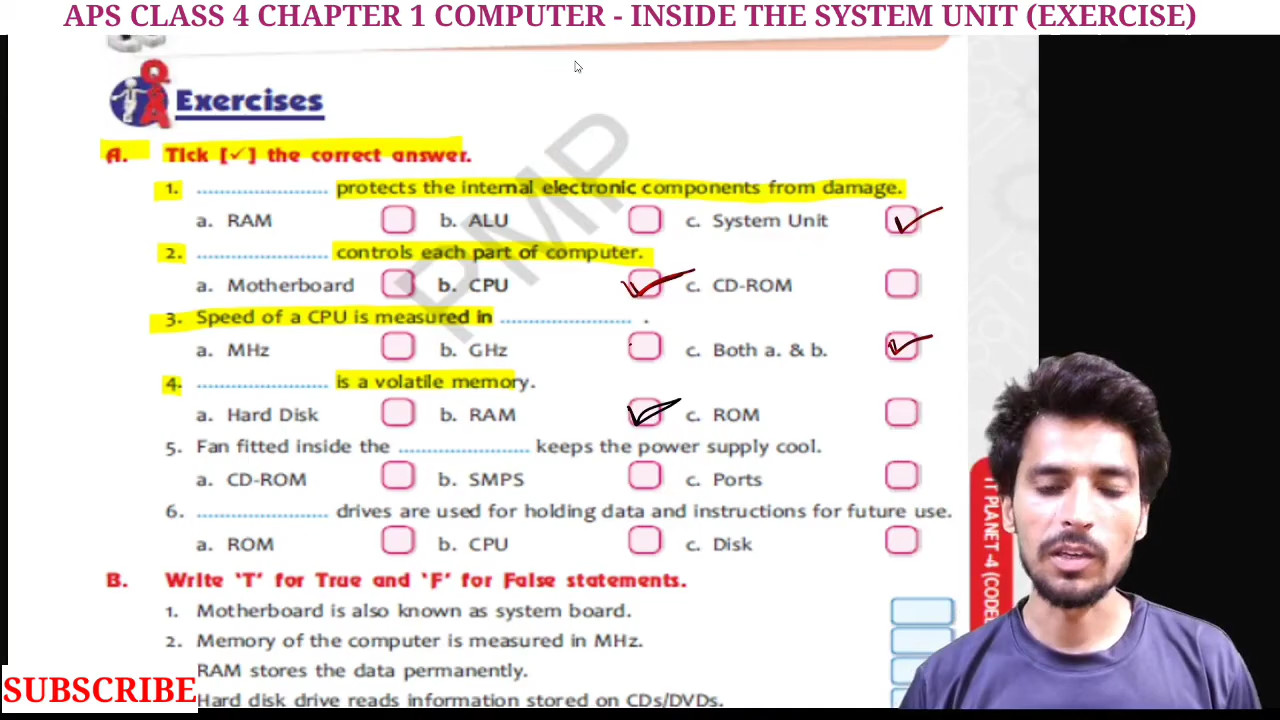 APS CLASS 4 CHAPTER 1 COMPUTER - INSIDE THE SYSTEM UNIT (EXERCISE)
Q&A Exercises
A. Tick [✓] the correct answer.
1. ........................ protects the internal electronic components from damage.
a. RAM b. ALU c. System Unit
2. ........................ controls each part of computer.
a. Motherboard b. CPU c. CD-ROM
3. Speed of a CPU is measured in ........................ .
a. MHz b. GHz c. Both a. & b.
4. ........................ is a volatile memory.
a. Hard Disk b. RAM c. ROM
5. Fan fitted inside the ........................ keeps the power supply cool.
a. CD-ROM b. SMPS c. Ports
6. ........................ drives are used for holding data and instructions for future use.
a. ROM b. CPU c. Disk
B. Write 'T' for True and 'F' for False statements.
1. Motherboard is also known as system board.
2. Memory of the computer is measured in MHz.
RAM stores the data permanently.
Hard disk drive reads information stored on CDs/DVDs.
PMP
IT PLANET-4 (CODE
SUBSCRIBE